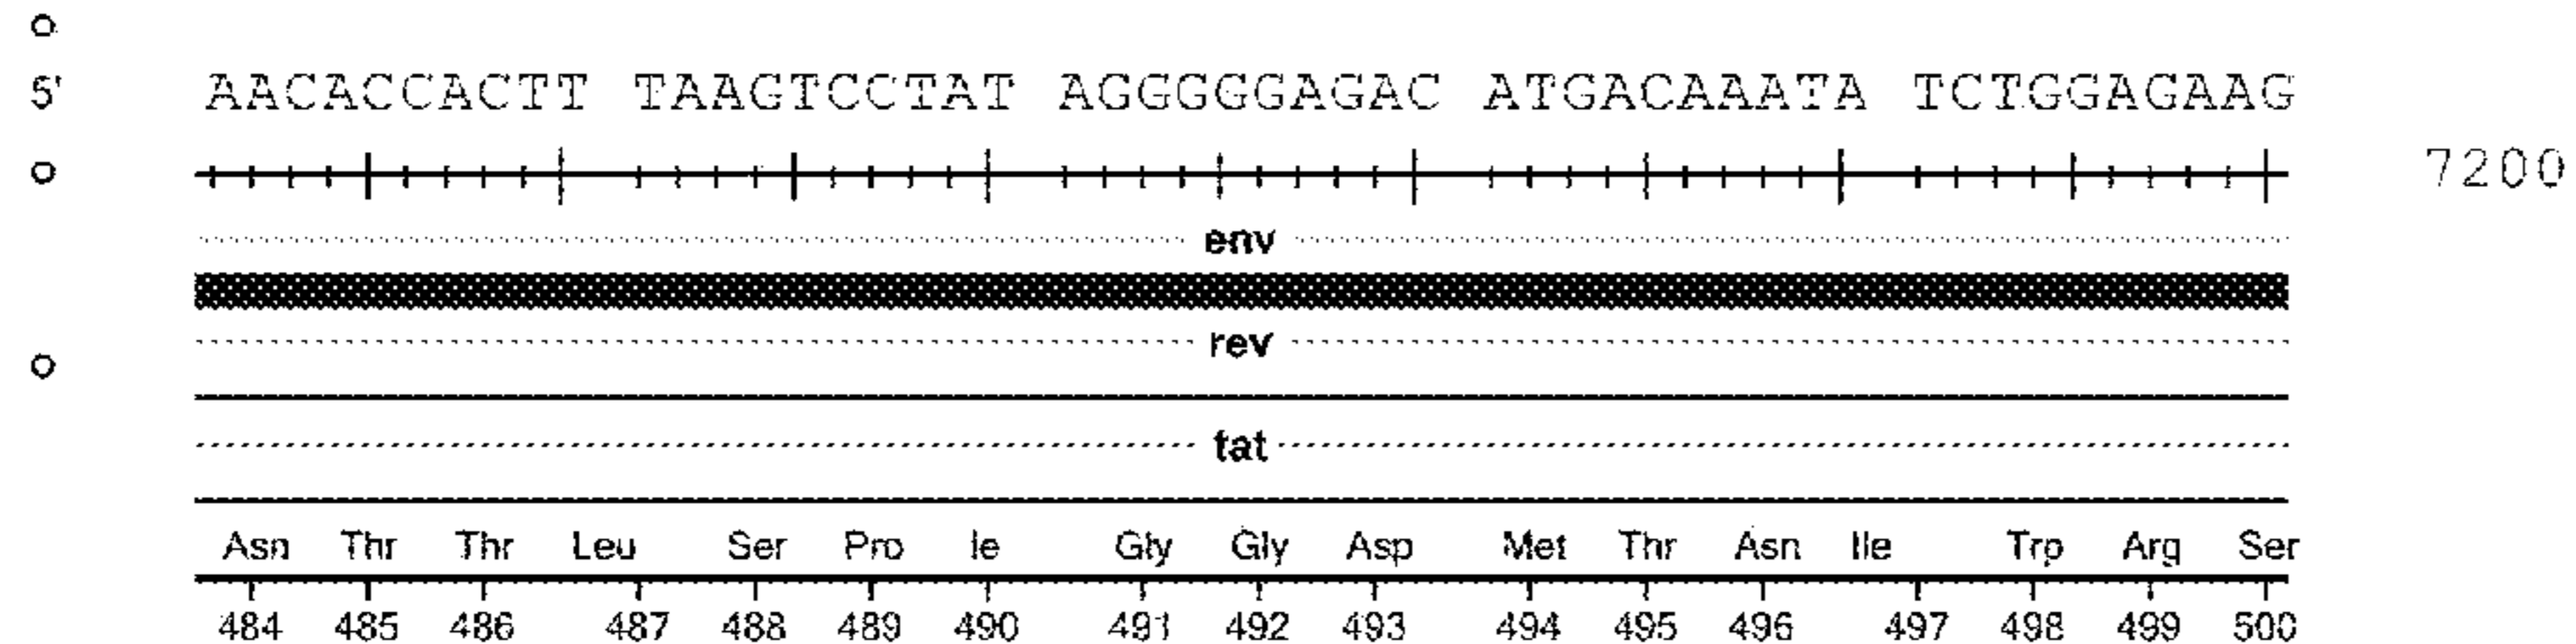 5' AACACCACTT TAAGTCCTAT AGGGGGAGAC ATGACAAATA TCTGGAGAAG
7200
env
rev
tat
Asn Thr Thr Leu Ser Pro Ie Gly Gly Asp Met Thr Asn Ile Trp Arg Ser
484 485 486 487 488 489 490 491 492 493 494 495 496 497 498 499 500